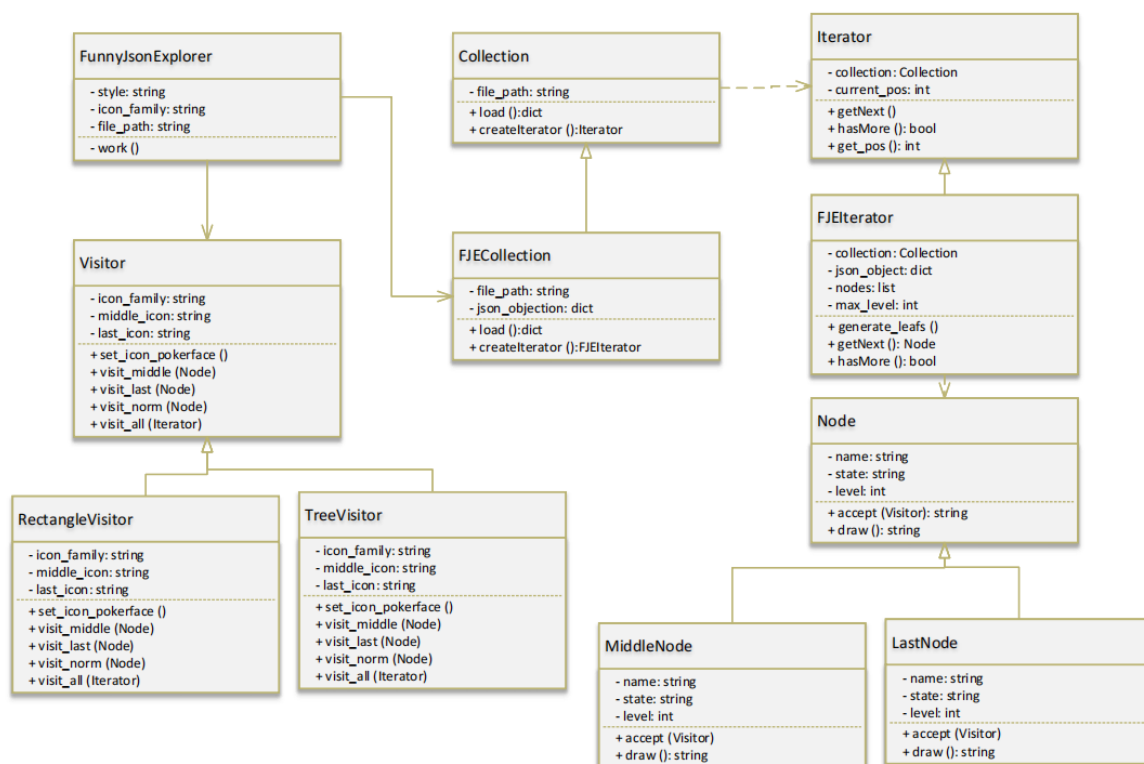 FunnyJsonExplorer
- style: string
- icon_family: string
- file_path: string
- work ()
Collection
- file_path: string
+ load ():dict
+ createIterator ():Iterator
Iterator
- collection: Collection
- current_pos: int
+ getNext ()
+ hasMore (): bool
+ get_pos (): int
Visitor
- icon_family: string
- middle_icon: string
- last_icon: string
+ set_icon_pokerface ()
+ visit_middle (Node)
+ visit_last (Node)
+ visit_norm (Node)
+ visit_all (Iterator)
FJECollection
- file_path: string
- json_objection: dict
+ load ():dict
+ createIterator ():FJEIterator
FJEIterator
- collection: Collection
- json_object: dict
- nodes: list
- max_level: int
+ generate_leafs ()
+ getNext (): Node
+ hasMore (): bool
Node
- name: string
- state: string
- level: int
+ accept (Visitor): string
+ draw (): string
RectangleVisitor
- icon_family: string
- middle_icon: string
- last_icon: string
+ set_icon_pokerface ()
+ visit_middle (Node)
+ visit_last (Node)
+ visit_norm (Node)
+ visit_all (Iterator)
TreeVisitor
- icon_family: string
- middle_icon: string
- last_icon: string
+ set_icon_pokerface ()
+ visit_middle (Node)
+ visit_last (Node)
+ visit_norm (Node)
+ visit_all (Iterator)
MiddleNode
- name: string
- state: string
- level: int
+ accept (Visitor)
+ draw (): string
LastNode
- name: string
- state: string
- level: int
+ accept (Visitor)
+ draw (): string